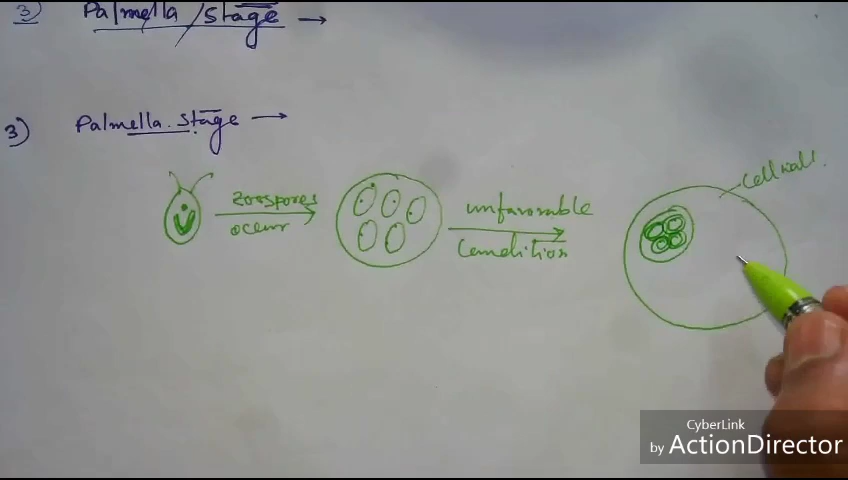 3) Palmella / Stage →
3) Palmella. Stage →
zoospores
occur
unfavorable
Condition
Cell wall.
CyberLink
by ActionDirector